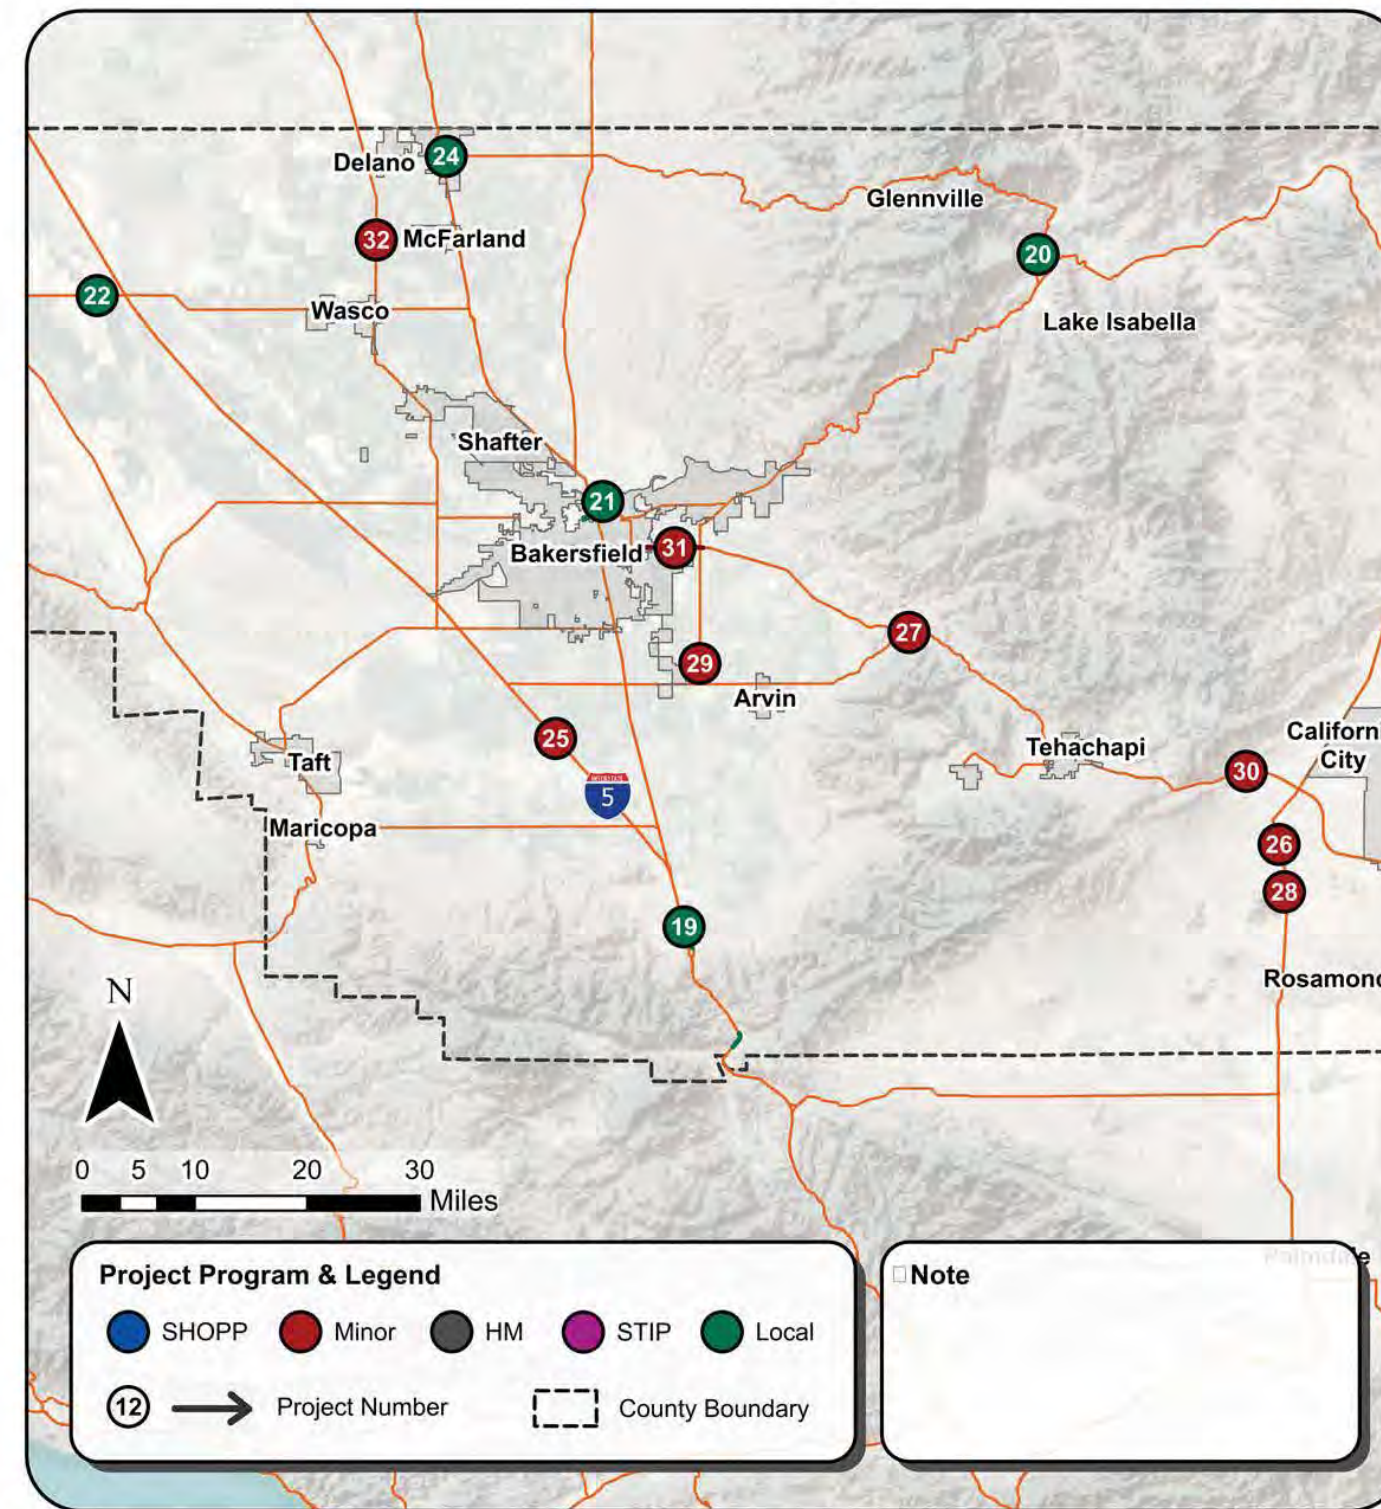 Delano
24
Glennville
32
McFarland
20
22
Wasco
Lake Isabella
Shafter
21
Bakersfield
31
27
29
Arvin
25
Californi
City
Tehachapi
30
Taft
5
Maricopa
26
28
19
Rosamond
N
0 5 10 20 30
Miles
Palmdale
Project Program & Legend
SHOPP
Minor
HM
STIP
Local
12
Project Number
County Boundary
Note